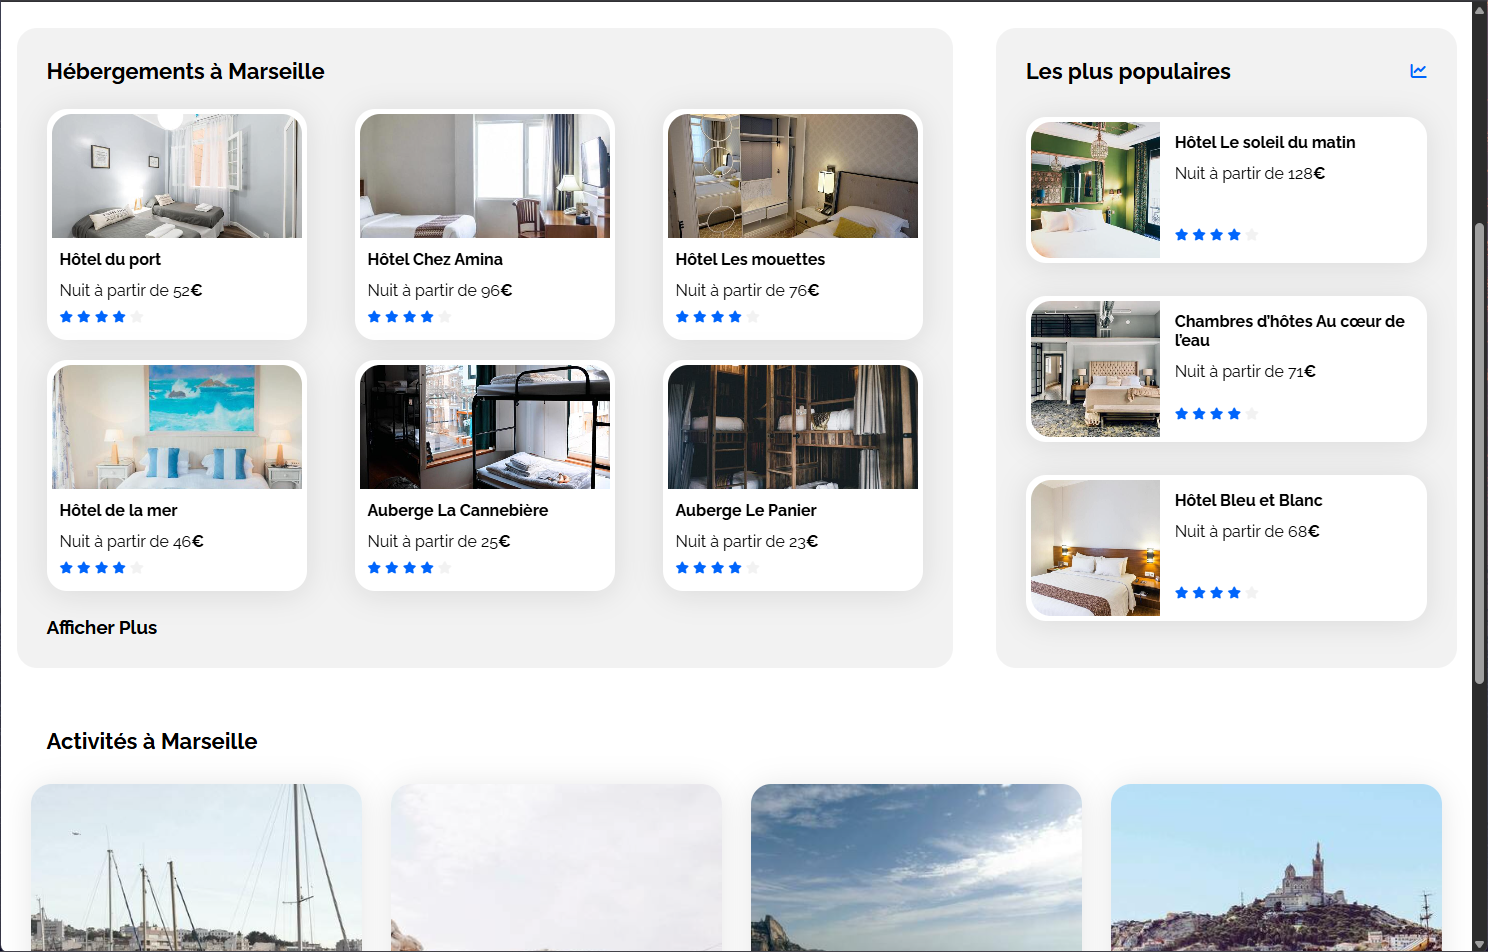 Hébergements à Marseille
Hôtel du port
Nuit à partir de 52€
Hôtel Chez Amina
Nuit à partir de 96€
Hôtel Les mouettes
Nuit à partir de 76€
Hôtel de la mer
Nuit à partir de 46€
Auberge La Cannebière
Nuit à partir de 25€
Auberge Le Panier
Nuit à partir de 23€
Afficher Plus
Les plus populaires
Hôtel Le soleil du matin
Nuit à partir de 128€
Chambres d’hôtes Au cœur de
l’eau
Nuit à partir de 71€
Hôtel Bleu et Blanc
Nuit à partir de 68€
Activités à Marseille